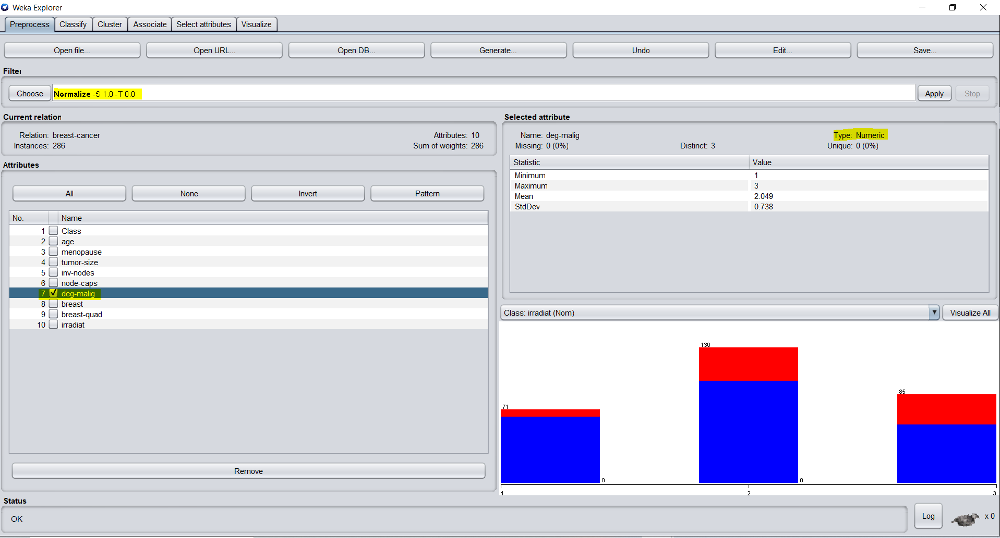 Weka Explorer
Preprocess Classify Cluster Associate Select attributes Visualize
Open file... Open URL... Open DB... Generate... Undo Edit... Save...
Filter
Choose Normalize -S 1.0 -T 0.0 Apply Stop
Current relation
Relation: breast-cancer Attributes: 10
Instances: 286 Sum of weights: 286
Attributes
All None Invert Pattern
No. Name
1 Class
2 age
3 menopause
4 tumor-size
5 inv-nodes
6 node-caps
7 deg-malig
8 breast
9 breast-quad
10 irradiat
Remove
Selected attribute
Name: deg-malig Type: Numeric
Missing: 0 (0%) Distinct: 3 Unique: 0 (0%)
Statistic Value
Minimum 1
Maximum 3
Mean 2.049
StdDev 0.738
Class: irradiat (Nom) Visualize All
130
85
71
0 0
1 2 3
Status
OK
Log x 0